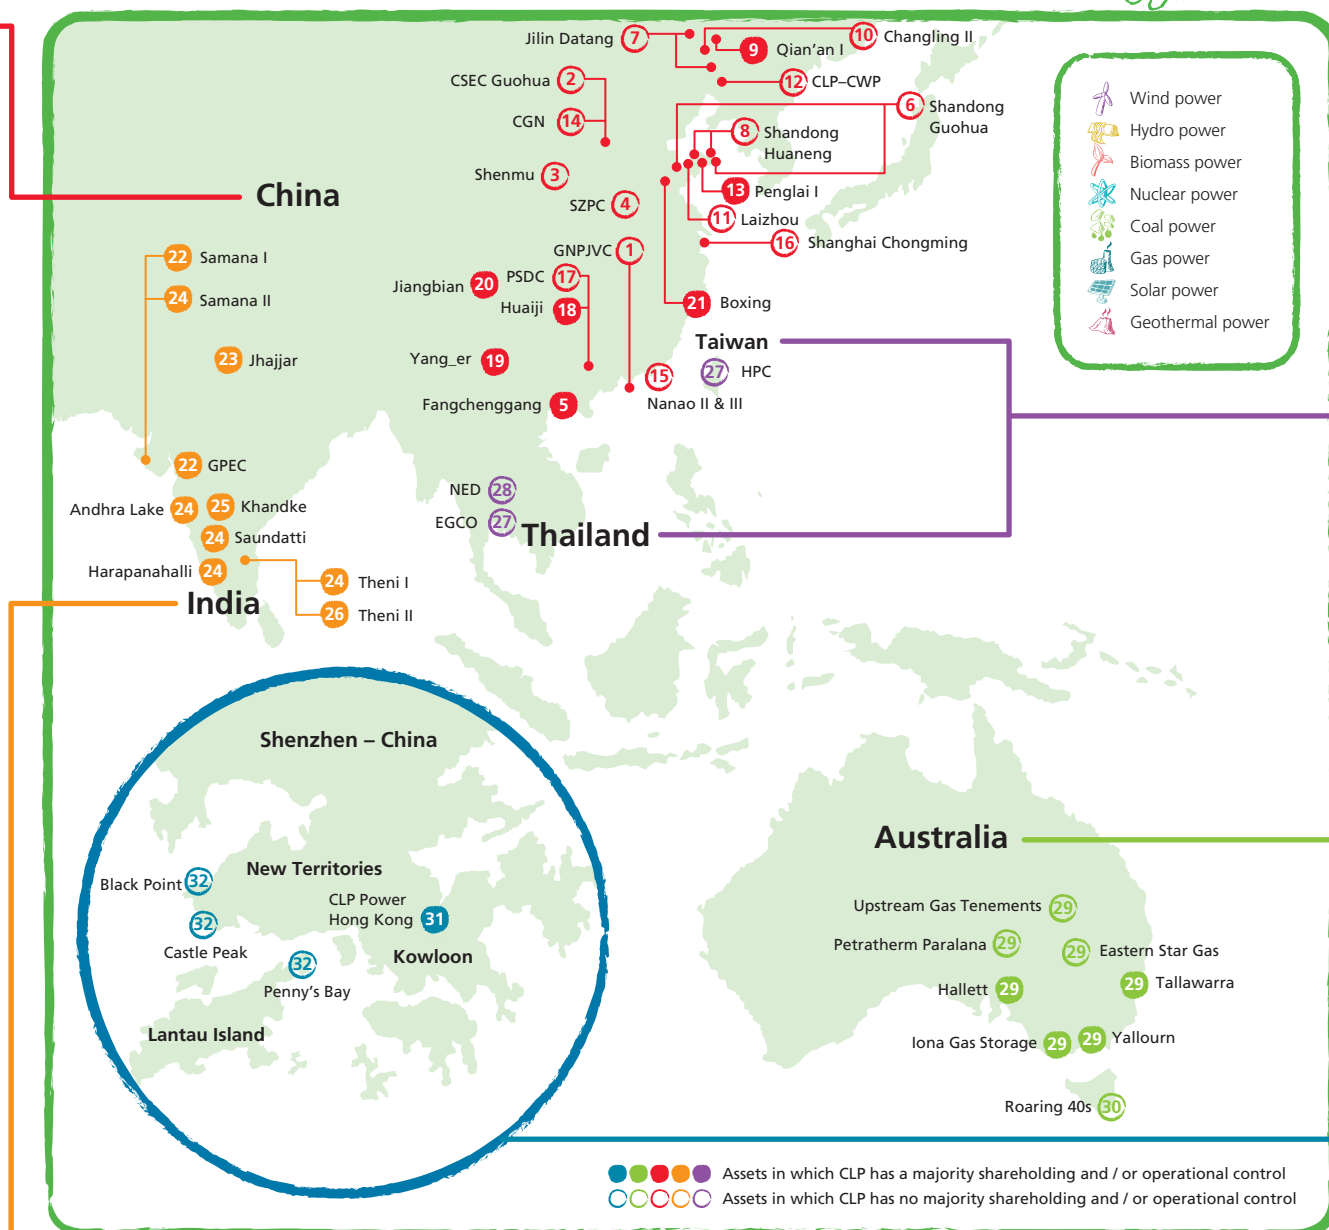 Jilin Datang 7
10 Changling II
9 Qian'an I
CSEC Guohua 2
12 CLP–CWP
6 Shandong
Guohua
CGN 14
8 Shandong
Huaneng
Shenmu 3
13 Penglai I
China
SZPC 4
11 Laizhou
GNPJVC 1
16 Shanghai Chongming
22 Samana I
PSDC 17
Jiangbian 20
24 Samana II
Huaiji 18
21 Boxing
Taiwan
23 Jhajjar
Yang_er 19
15
Nanao II & III
27 HPC
Fangchenggang 5
Wind power
Hydro power
Biomass power
Nuclear power
Coal power
Gas power
Solar power
Geothermal power
22 GPEC
NED 28
Andhra Lake 24
25 Khandke
EGCO 27
Thailand
24 Saundatti
Harapanahalli 24
24 Theni I
India
26 Theni II
Shenzhen – China
New Territories
Black Point 32
CLP Power
Hong Kong 31
32
Castle Peak
Kowloon
32
Penny's Bay
Lantau Island
Australia
Upstream Gas Tenements 29
Petratherm Paralana 29
29 Eastern Star Gas
Hallett 29
29 Tallawarra
Iona Gas Storage 29
29 Yallourn
Roaring 40s 30
Assets in which CLP has a majority shareholding and / or operational control
Assets in which CLP has no majority shareholding and / or operational control